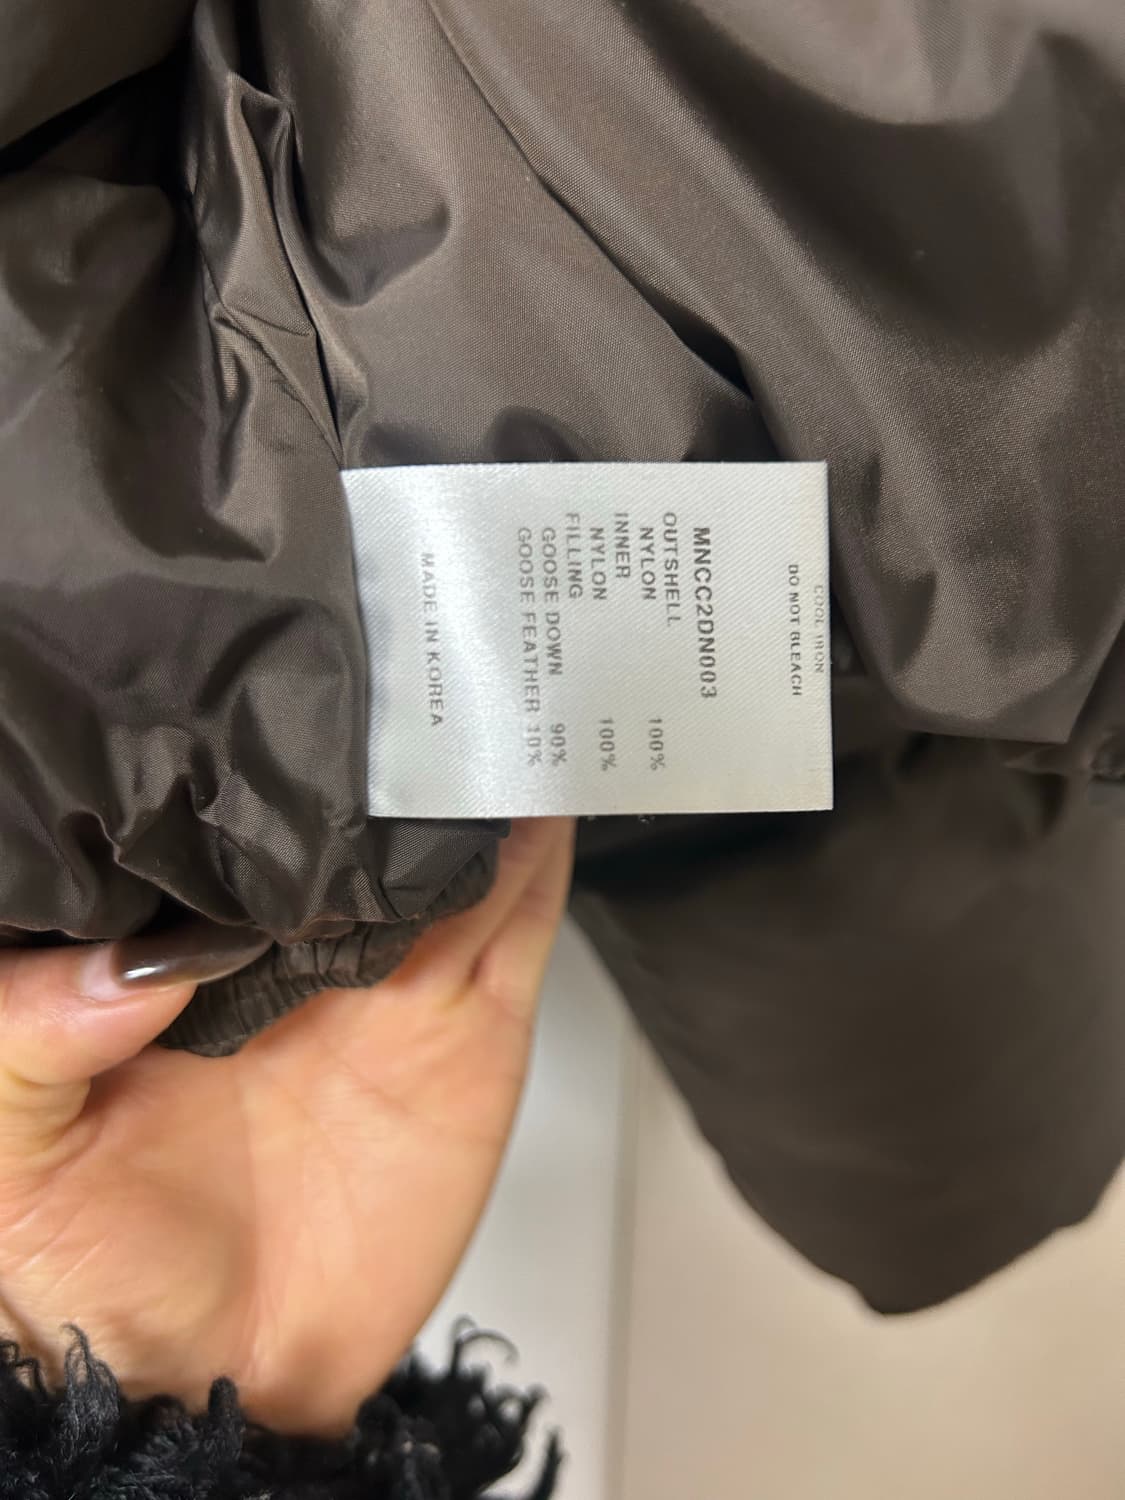 COOL IRON
DO NOT BLEACH
MNCC2DN003
OUTSHELL
NYLON 100%
INNER
NYLON 100%
FILLING
GOOSE DOWN 90%
GOOSE FEATHER 10%
MADE IN KOREA